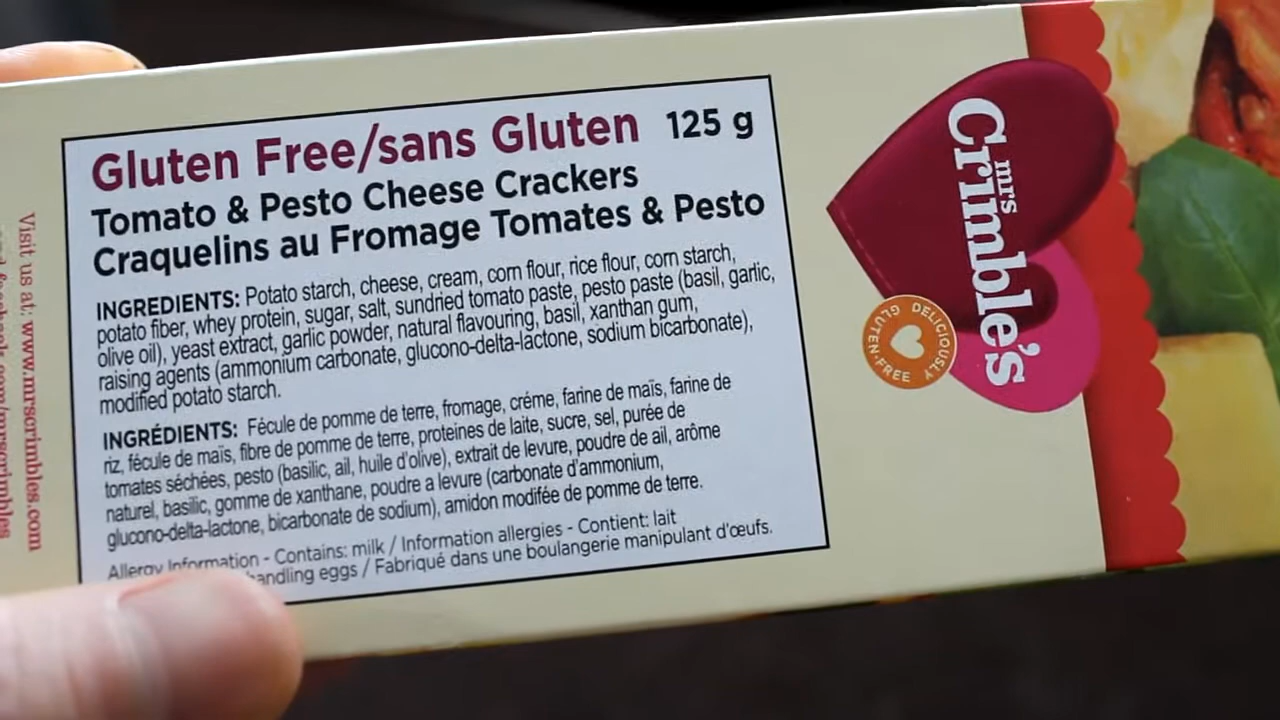 Gluten Free/sans Gluten 125 g
Tomato & Pesto Cheese Crackers
Craquelins au Fromage Tomates & Pesto
INGREDIENTS: Potato starch, cheese, cream, corn flour, rice flour, corn starch,
potato fiber, whey protein, sugar, salt, sundried tomato paste, pesto paste (basil, garlic,
olive oil), yeast extract, garlic powder, natural flavouring, basil, xanthan gum,
raising agents (ammonium carbonate, glucono-delta-lactone, sodium bicarbonate),
modified potato starch.
INGRÉDIENTS: Fécule de pomme de terre, fromage, créme, farine de maïs, farine de
riz, fécule de maïs, fibre de pomme de terre, proteines de laite, sucre, sel, purée de
tomates séchées, pesto (basilic, ail, huile d'olive), extrait de levure, poudre de ail, arôme
naturel, basilic, gomme de xanthane, poudre a levure (carbonate d'ammonium,
glucono-delta-lactone, bicarbonate de sodium), amidon modifée de pomme de terre.
Allergy Information - Contains: milk / Information allergies - Contient: lait
handling eggs / Fabriqué dans une boulangerie manipulant d'œufs.
Visit us at: www.mrscrimbles.com
mrs
Crimble's
DELICIOUSLY
GLUTEN-FREE